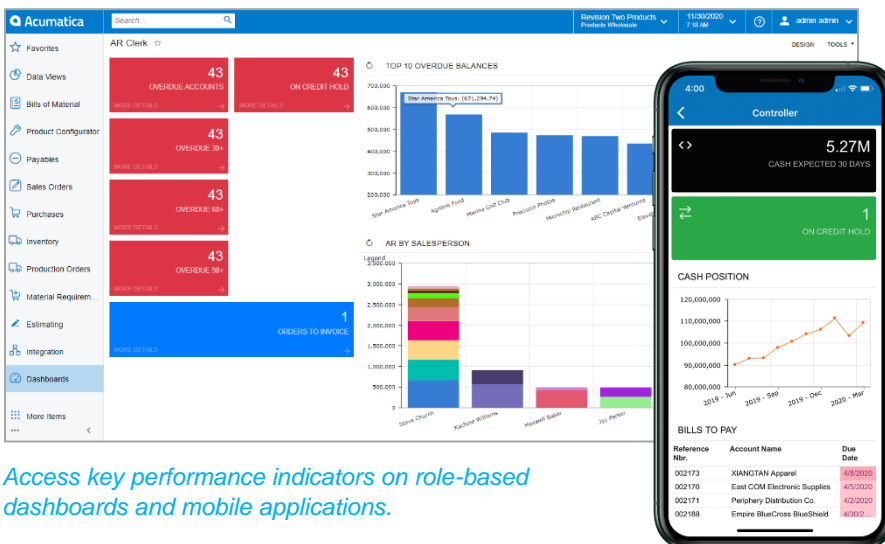 Acumatica
Search...
Revision Two Products
Products Wholesale
11/30/2020
7:18 AM
admin admin
Favorites
Data Views
Bills of Material
Product Configurator
Payables
Sales Orders
Purchases
Inventory
Production Orders
Material Requirem...
Estimating
Integration
Dashboards
More Items
AR Clerk
DESIGN TOOLS
43
OVERDUE ACCOUNTS
MORE DETAILS
43
ON CREDIT HOLD
MORE DETAILS
43
OVERDUE 30+
MORE DETAILS
43
OVERDUE 60+
MORE DETAILS
43
OVERDUE 90+
MORE DETAILS
1
ORDERS TO INVOICE
MORE DETAILS
TOP 10 OVERDUE BALANCES
700,000
600,000
500,000
400,000
300,000
200,000
Star America Toys: (671,294.74)
Star America Toys
Agrilink Food
Marina Golf Club
Precision Photos
Microchip Restaurant
ABC Capital Ventures
AR BY SALESPERSON
Legend
3,500,000
3,000,000
2,500,000
2,000,000
1,500,000
1,000,000
500,000
0
Steve Church
Kachine Williams
Maxwell Baker
Joy Parker
4:00
Controller
5.27M
CASH EXPECTED 30 DAYS
1
ON CREDIT HOLD
CASH POSITION
120,000,000
110,000,000
100,000,000
90,000,000
80,000,000
2019 - Jun
2019 - Sep
2019 - Dec
2020 - Mar
BILLS TO PAY
Reference Nbr.
Account Name
Due Date
002173 XIANGTAN Apparel 4/8/2020
002170 East COM Electronic Supplies 4/5/2020
002171 Periphery Distribution Co. 4/2/2020
002188 Empire BlueCross BlueShield 4/30/2...
Access key performance indicators on role-based
dashboards and mobile applications.